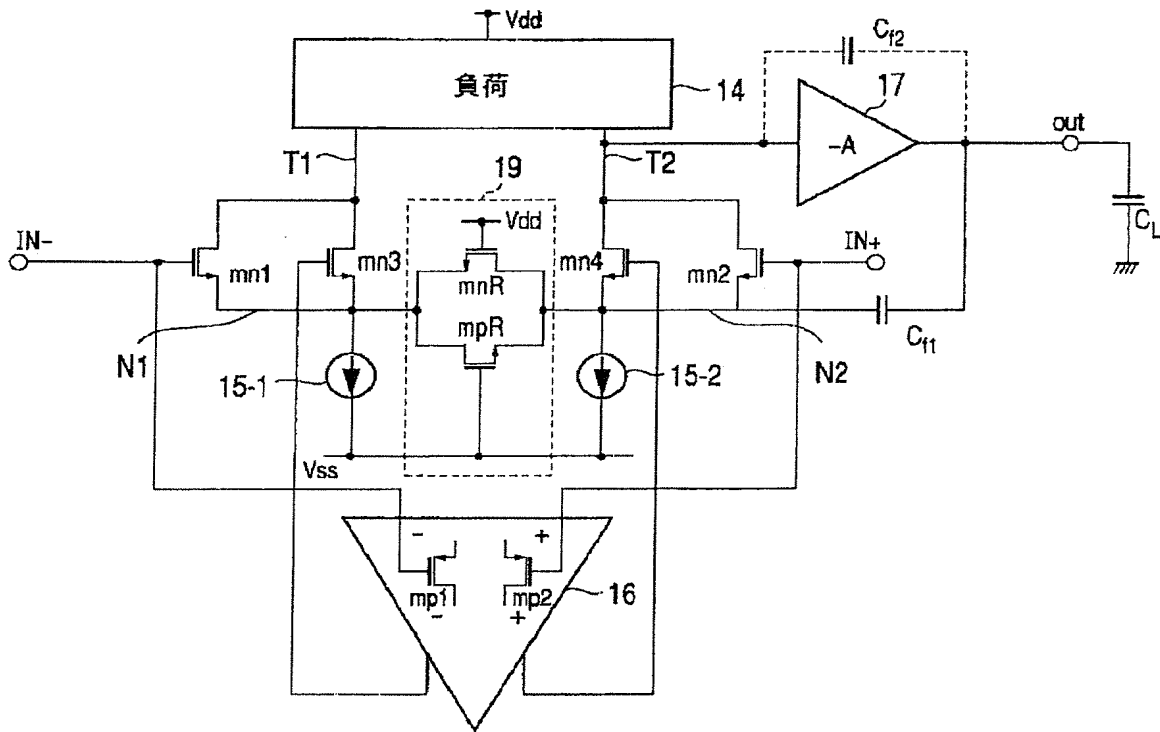 Vdd
負荷
14
Cf2
17
-A
out
CL
T1
T2
19
Vdd
IN-
mn1
mn3
mnR
mpR
mn4
mn2
IN+
Cf1
N1
N2
15-1
15-2
Vss
- +
mp1 mp2
- +
16